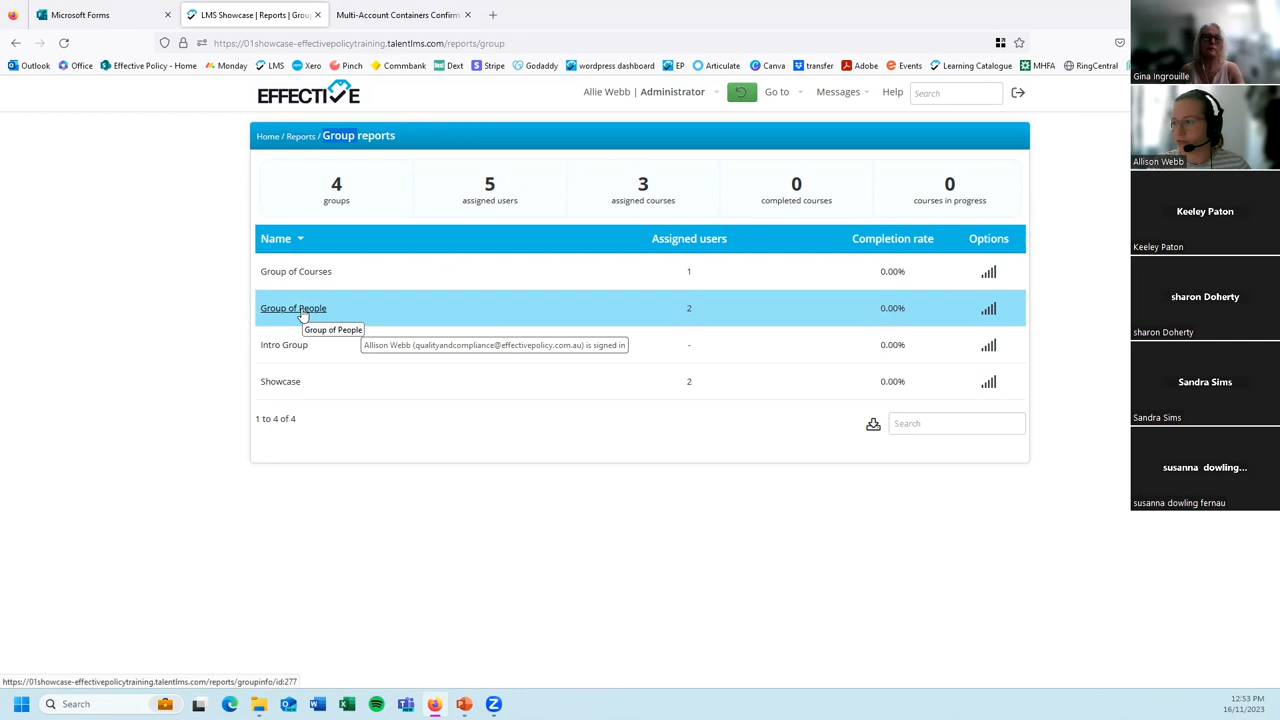 Microsoft Forms
LMS Showcase | Reports | Grou
Multi-Account Containers Confirm
https://01showcase-effectivepolicytraining.talentlms.com/reports/group
Outlook
Office
Effective Policy - Home
Monday
LMS
Xero
Pinch
Commbank
Dext
Stripe
Godaddy
wordpress dashboard
EP
Articulate
Canva
transfer
Adobe
Events
Learning Catalogue
MHFA
RingCentral
EFFECTIVE
Allie Webb | Administrator
Go to
Messages
Help
Search
Home / Reports / Group reports
4
groups
5
assigned users
3
assigned courses
0
completed courses
0
courses in progress
Name
Assigned users
Completion rate
Options
Group of Courses
1
0.00%
Group of People
2
0.00%
Group of People
Intro Group
Allison Webb (qualityandcompliance@effectivepolicy.com.au) is signed in
-
0.00%
Showcase
2
0.00%
1 to 4 of 4
Search
Gina Ingrouille
Allison Webb
Keeley Paton
Keeley Paton
sharon Doherty
sharon Doherty
Sandra Sims
Sandra Sims
susanna dowling...
susanna dowling fernau
https://01showcase-effectivepolicytraining.talentlms.com/reports/groupinfo/id:277
Search
12:53 PM
16/11/2023